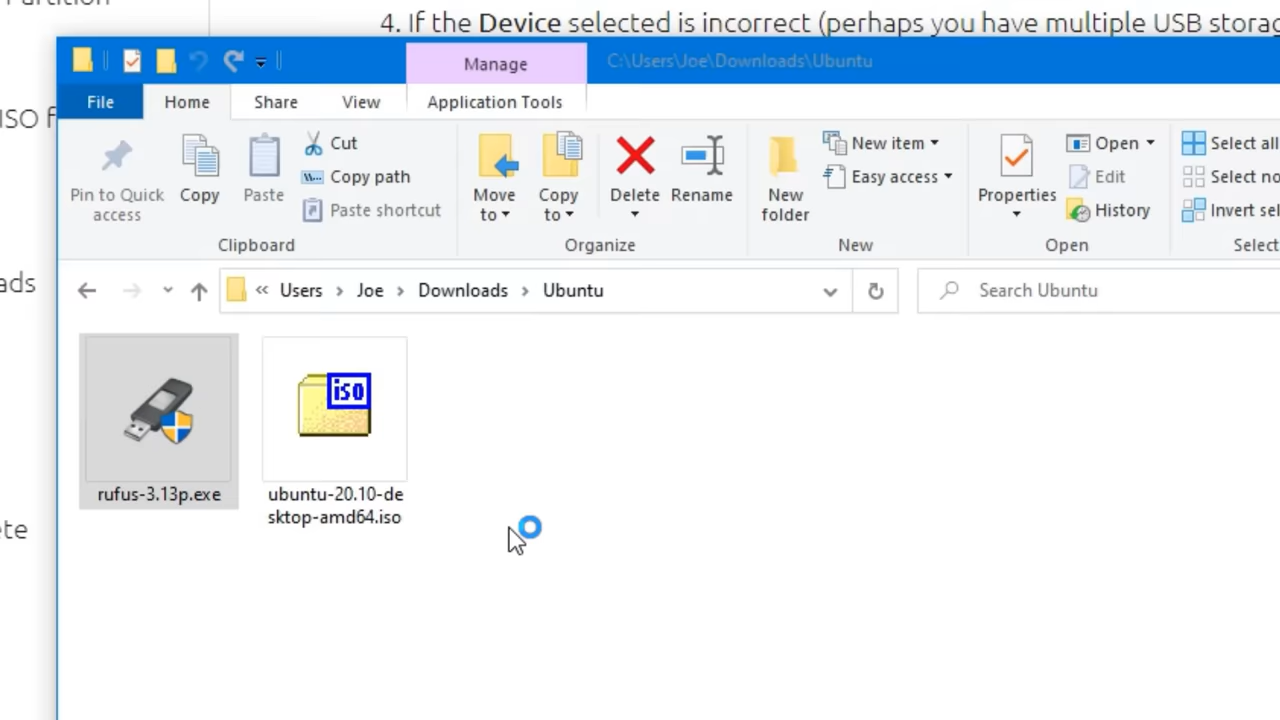 Partition
4. If the Device selected is incorrect (perhaps you have multiple USB storag
Manage
C:\Users\Joe\Downloads\Ubuntu
File
Home
Share
View
Application Tools
ISO f
Pin to Quick
access
Copy
Paste
Cut
Copy path
Paste shortcut
Clipboard
Move
to
Copy
to
Delete
Rename
Organize
New
folder
New item
Easy access
New
Properties
Open
Edit
History
Open
Select all
Select no
Invert sel
Select
ads
« Users > Joe > Downloads > Ubuntu
Search Ubuntu
iso
rufus-3.13p.exe
ubuntu-20.10-de
sktop-amd64.iso
ete